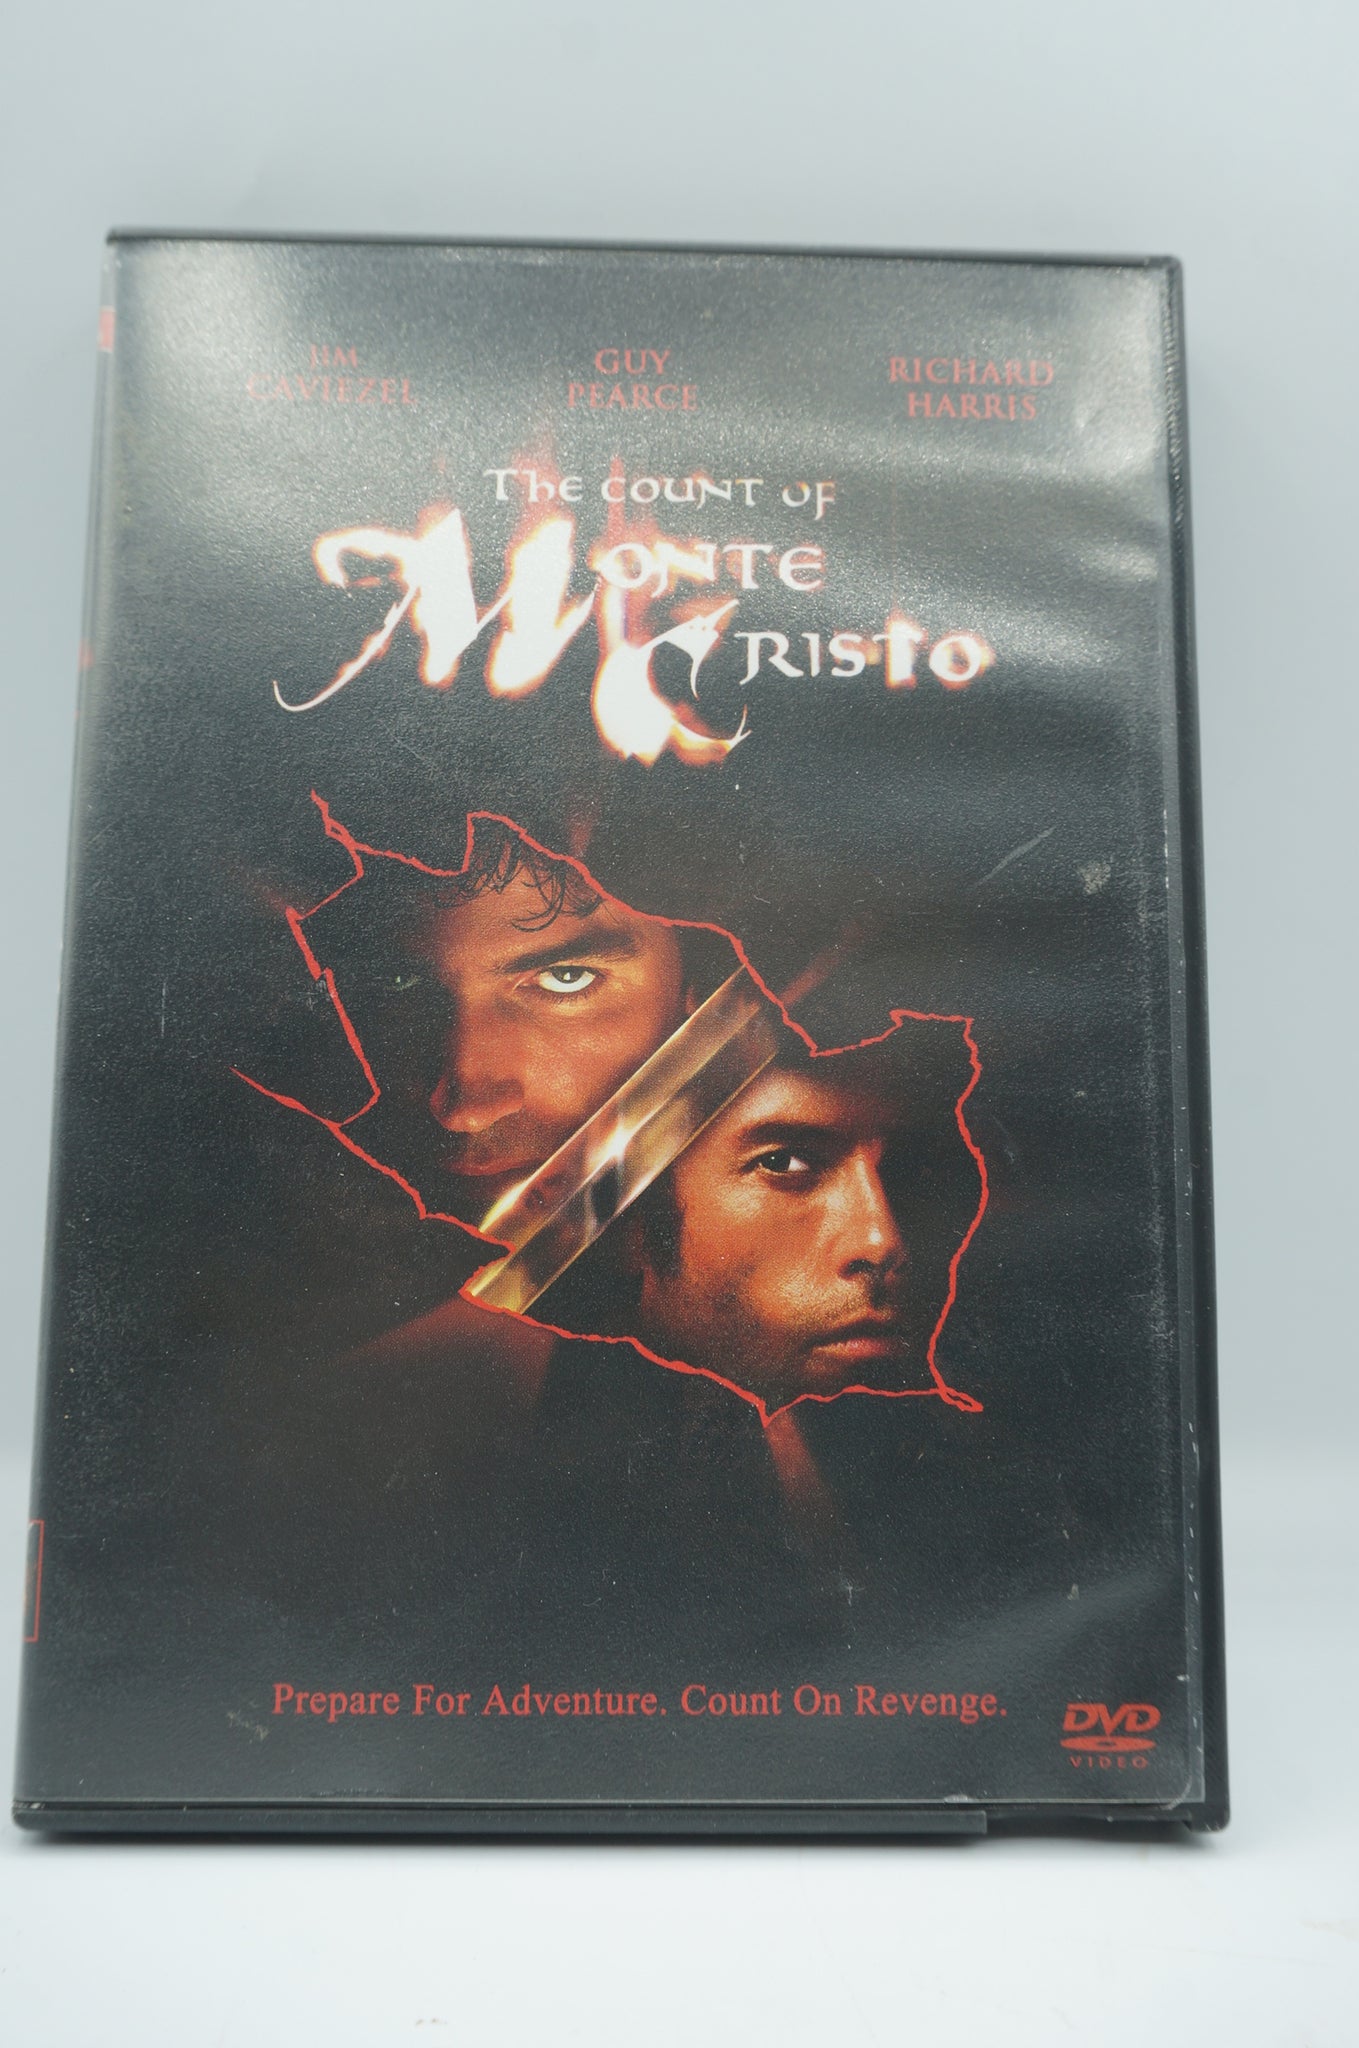 JIM
CAVIEZEL
GUY
PEARCE
RICHARD
HARRIS
THE COUNT OF
MONTE
CRISTO
Prepare For Adventure. Count On Revenge.
DVD
VIDEO